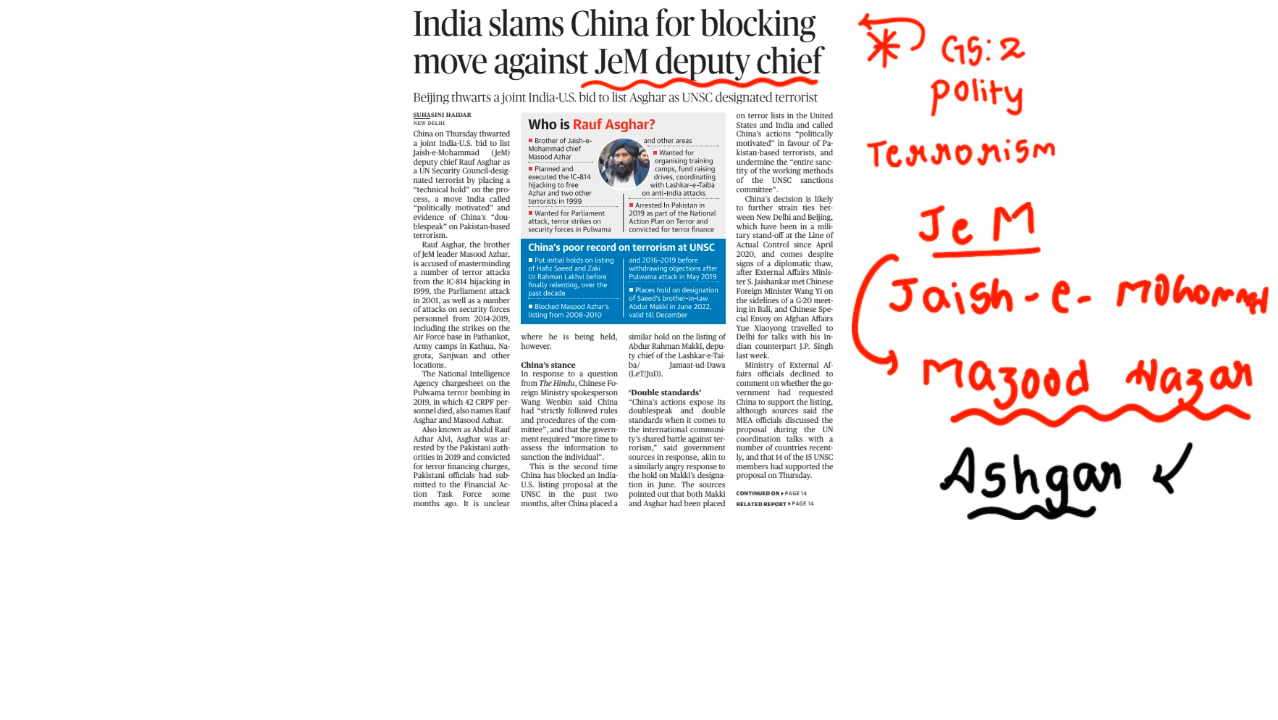 India slams China for blocking
move against JeM deputy chief
Beijing thwarts a joint India-U.S. bid to list Asghar as UNSC designated terrorist
SUHASINI HAIDAR
NEW DELHI
China on Thursday thwarted
a joint India-U.S. bid to list
Jaish-e-Mohammad (JeM)
deputy chief Rauf Asghar as
a UN Security Council-desig-
nated terrorist by placing a
"technical hold" on the pro-
cess, a move India called
"politically motivated" and
evidence of China's "dou-
blespeak" on Pakistan-based
terrorism.
Rauf Asghar, the brother
of JeM leader Masood Azhar,
is accused of masterminding
a number of terror attacks
from the IC-814 hijacking in
1999, the Parliament attack
in 2001, as well as a number
of attacks on security forces
personnel from 2014-2019,
including the strikes on the
Air Force base in Pathankot,
Army camps in Kathua, Na-
grota, Sanjwan and other
locations.
The National Intelligence
Agency chargesheet on the
Pulwama terror bombing in
2019, in which 42 CRPF per-
sonnel died, also names Rauf
Asghar and Masood Azhar.
Also known as Abdul Rauf
Azhar Alvi, Asghar was ar-
rested by the Pakistani auth-
orities in 2019 and convicted
for terror financing charges,
Pakistani officials had sub-
mitted to the Financial Ac-
tion Task Force some
months ago. It is unclear
Who is Rauf Asghar?
Brother of Jaish-e-
Mohammad chief
Masood Azhar
Planned and
executed the IC-814
hijacking to free
Azhar and two other
terrorists in 1999
Wanted for Parliament
attack, terror strikes on
security forces in Pulwama
and other areas
Wanted for
organising training
camps, fund raising
drives, coordinating
with Lashkar-e-Taiba
on anti-India attacks
Arrested In Pakistan in
2019 as part of the National
Action Plan on Terror and
convicted for terror finance
China's poor record on terrorism at UNSC
Put initial holds on listing
of Hafiz Saeed and Zaki
Ur Rahman Lakhvi before
finally relenting, over the
past decade
Blocked Masood Azhar's
listing from 2008-2010
and 2016-2019 before
withdrawing objections after
Pulwama attack in May 2019
Places hold on designation
of Saeed's brother-in-law
Abdur Makki in June 2022,
valid till December
where he is being held,
however.
China's stance
In response to a question
from The Hindu, Chinese Fo-
reign Ministry spokesperson
Wang Wenbin said China
had "strictly followed rules
and procedures of the com-
mittee", and that the govern-
ment required "more time to
assess the information to
sanction the individual".
This is the second time
China has blocked an India-
U.S. listing proposal at the
UNSC in the past two
months, after China placed a
similar hold on the listing of
Abdur Rahman Makki, depu-
ty chief of the Lashkar-e-Tai-
ba/ Jamaat-ud-Dawa
(LeT/JuD).
'Double standards'
"China's actions expose its
doublespeak and double
standards when it comes to
the international communi-
ty's shared battle against ter-
rorism," said government
sources in response, akin to
a similarly angry response to
the hold on Makki's designa-
tion in June. The sources
pointed out that both Makki
and Asghar had been placed
on terror lists in the United
States and India and called
China's actions "politically
motivated" in favour of Pa-
kistan-based terrorists, and
undermine the "entire sanc-
tity of the working methods
of the UNSC sanctions
committee".
China's decision is likely
to further strain ties bet-
ween New Delhi and Beijing,
which have been in a mili-
tary stand-off at the Line of
Actual Control since April
2020, and comes despite
signs of a diplomatic thaw,
after External Affairs Minis-
ter S. Jaishankar met Chinese
Foreign Minister Wang Yi on
the sidelines of a G-20 meet-
ing in Bali, and Chinese Spe-
cial Envoy on Afghan Affairs
Yue Xiaoyong travelled to
Delhi for talks with his In-
dian counterpart J.P. Singh
last week.
Ministry of External Af-
fairs officials declined to
comment on whether the go-
vernment had requested
China to support the listing,
although sources said the
MEA officials discussed the
proposal during the UN
coordination talks with a
number of countries recent-
ly, and that 14 of the 15 UNSC
members had supported the
proposal on Thursday.
CONTINUED ON PAGE 14
RELATED REPORT PAGE 14
GS: 2
polity
Terrorism
JeM
Jaish-e-
Mazood Hazar
Ashgar